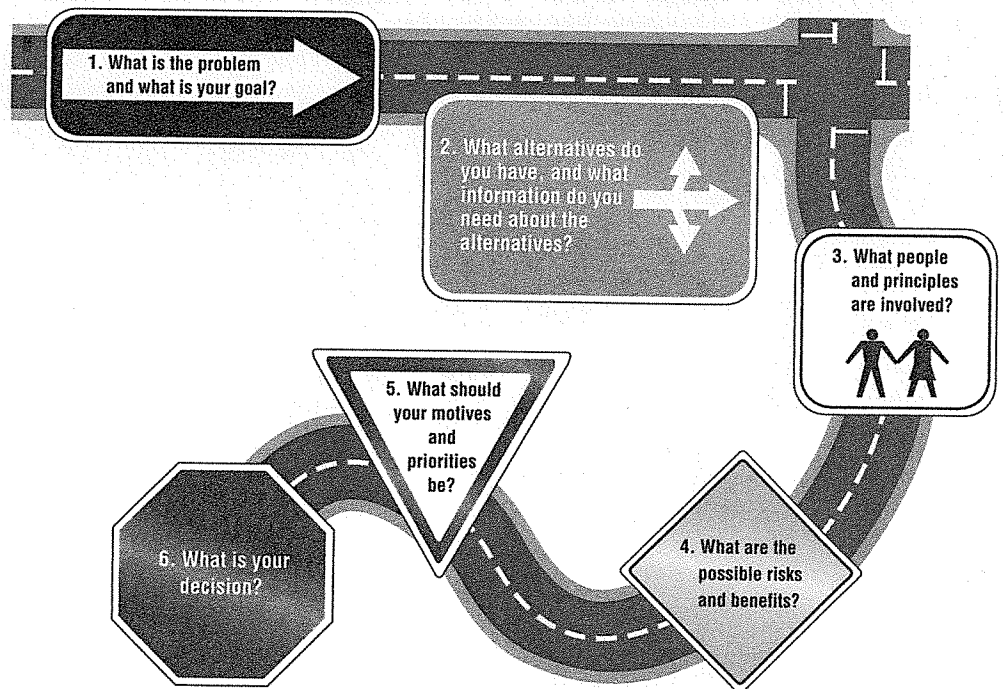 1. What is the problem
and what is your goal?
2. What alternatives do
you have, and what
information do you
need about the
alternatives?
3. What people
and principles
are involved?
4. What are the
possible risks
and benefits?
5. What should
your motives
and
priorities
be?
6. What is your
decision?